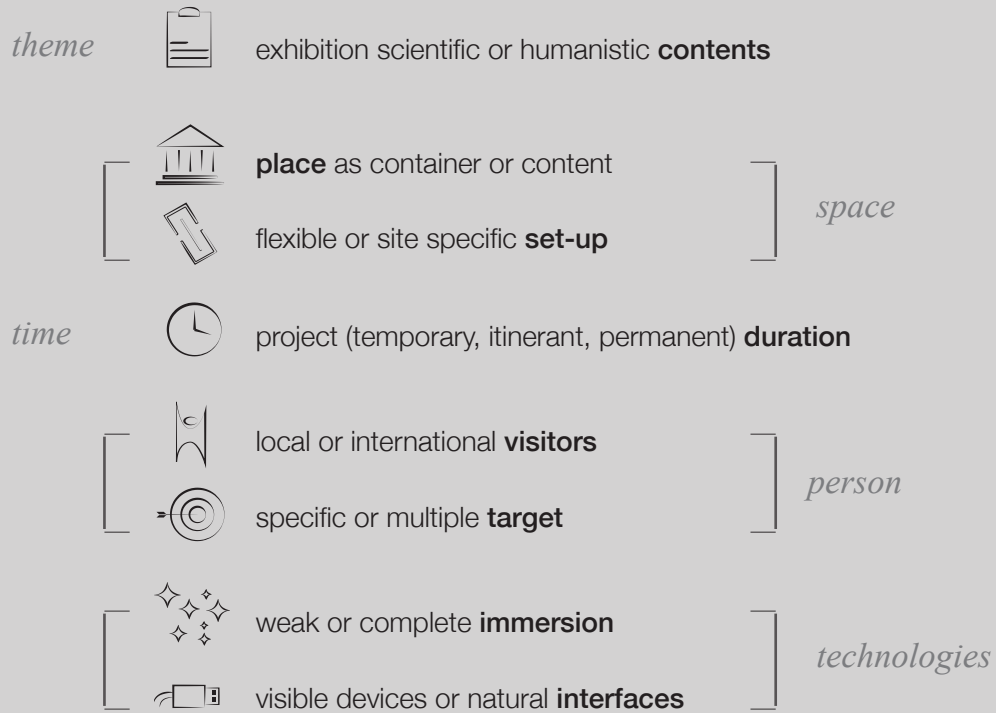 theme
exhibition scientific or humanistic contents
place as container or content
space
flexible or site specific set-up
time
project (temporary, itinerant, permanent) duration
local or international visitors
person
specific or multiple target
weak or complete immersion
technologies
visible devices or natural interfaces